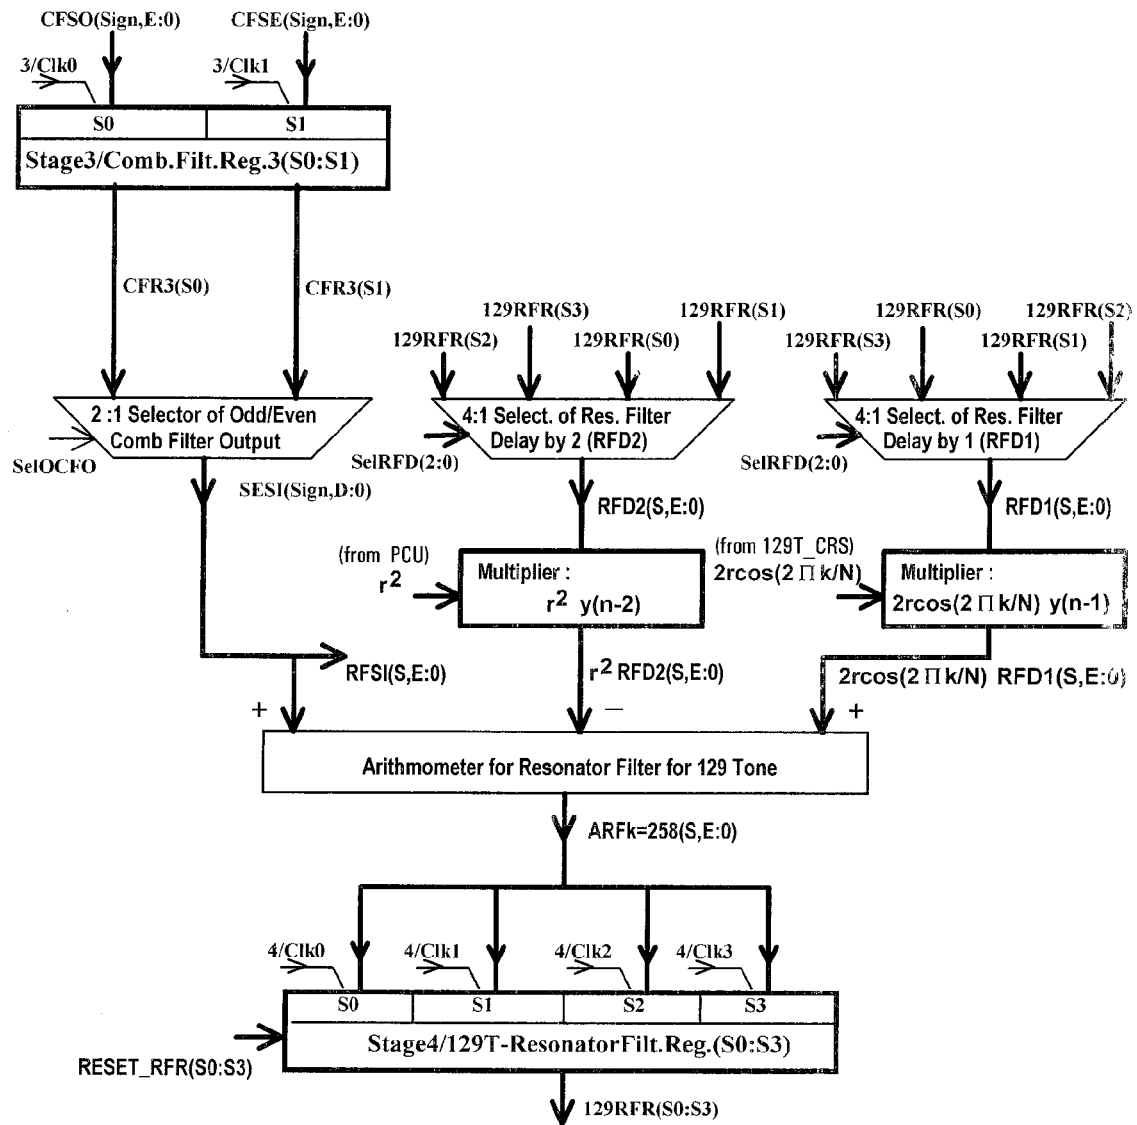 CFSO(Sign,E:0)
CFSE(Sign,E:0)
3/Clk0
3/Clk1
S0
S1
Stage3/Comb.Filt.Reg.3(S0:S1)
CFR3(S0)
CFR3(S1)
129RFR(S2)
129RFR(S3)
129RFR(S0)
129RFR(S1)
129RFR(S3)
129RFR(S0)
129RFR(S1)
129RFR(S2)
2 :1 Selector of Odd/Even
Comb Filter Output
SelOCFO
4:1 Select. of Res. Filter
Delay by 2 (RFD2)
SelRFD(2:0)
4:1 Select. of Res. Filter
Delay by 1 (RFD1)
SelRFD(2:0)
SESI(Sign,D:0)
RFD2(S,E:0)
RFD1(S,E:0)
(from PCU)
r²
Multiplier :
r² y(n-2)
(from 129T_CRS)
2rcos(2∏k/N)
Multiplier :
2rcos(2∏k/N) y(n-1)
RFSI(S,E:0)
r² RFD2(S,E:0)
2rcos(2∏k/N) RFD1(S,E:0)
+
−
+
Arithmometer for Resonator Filter for 129 Tone
ARFk=258(S,E:0)
4/Clk0
4/Clk1
4/Clk2
4/Clk3
S0
S1
S2
S3
Stage4/129T-ResonatorFilt.Reg.(S0:S3)
RESET_RFR(S0:S3)
129RFR(S0:S3)